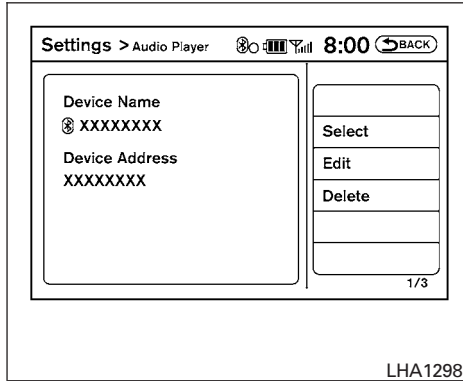 Settings > Audio Player 8:00 BACK
Device Name
XXXXXXXX
Device Address
XXXXXXXX
Select
Edit
Delete
1/3
LHA1298